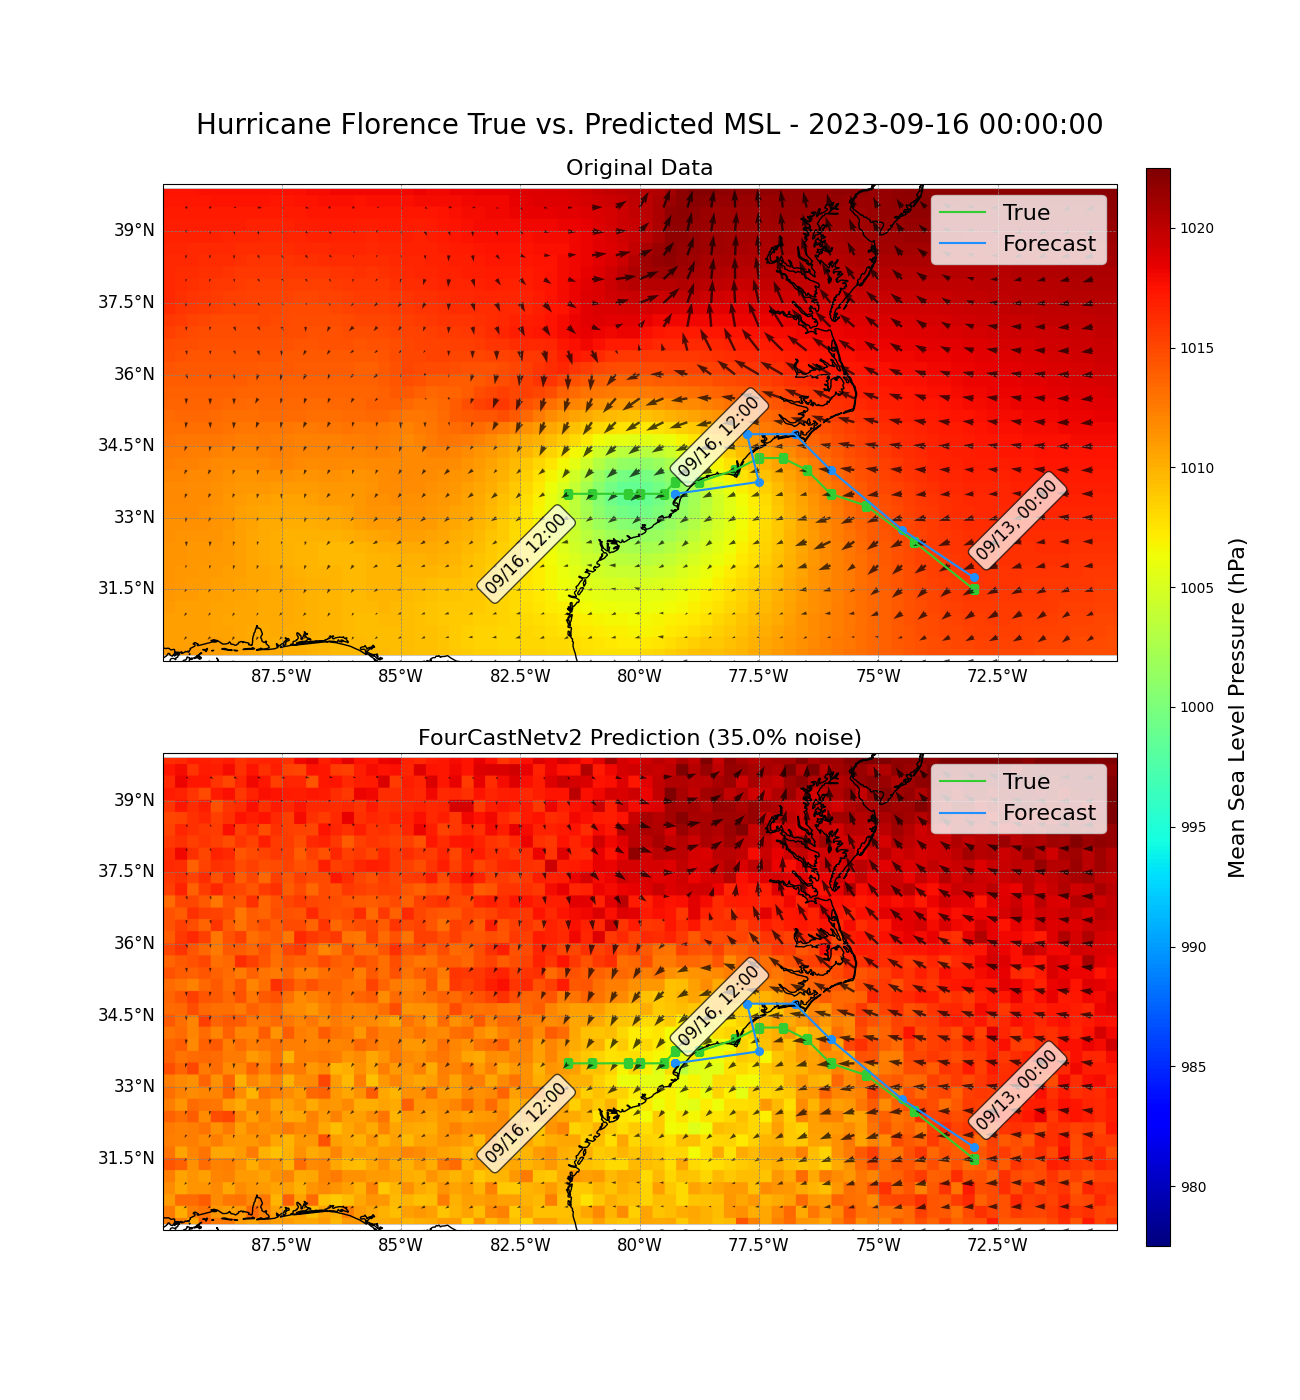 Hurricane Florence True vs. Predicted MSL - 2023-09-16 00:00:00
Original Data
True
Forecast
39°N
37.5°N
36°N
34.5°N
33°N
31.5°N
09/16, 12:00
09/16, 12:00
09/13, 00:00
87.5°W 85°W 82.5°W 80°W 77.5°W 75°W 72.5°W
FourCastNetv2 Prediction (35.0% noise)
True
Forecast
39°N
37.5°N
36°N
34.5°N
33°N
31.5°N
09/16, 12:00
09/16, 12:00
09/13, 00:00
87.5°W 85°W 82.5°W 80°W 77.5°W 75°W 72.5°W
1020
1015
1010
1005
1000
995
990
985
980
Mean Sea Level Pressure (hPa)